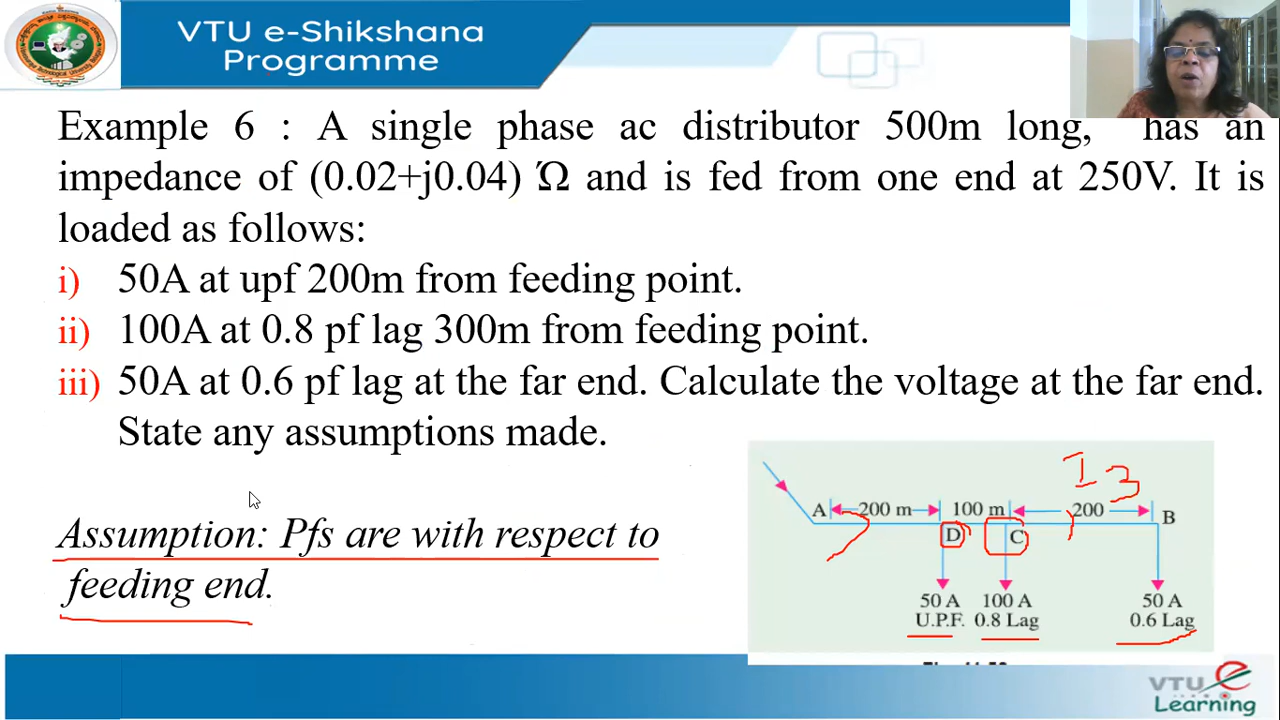 VTU e-Shikshana
Programme
Example 6 : A single phase ac distributor 500m long, has an
impedance of (0.02+j0.04) Ώ and is fed from one end at 250V. It is
loaded as follows:
i) 50A at upf 200m from feeding point.
ii) 100A at 0.8 pf lag 300m from feeding point.
iii) 50A at 0.6 pf lag at the far end. Calculate the voltage at the far end.
State any assumptions made.
Assumption: Pfs are with respect to
feeding end.
I3
A 200 m 100 m 200 B
D C
50 A 100 A 50 A
U.P.F. 0.8 Lag 0.6 Lag
VTU e
Learning